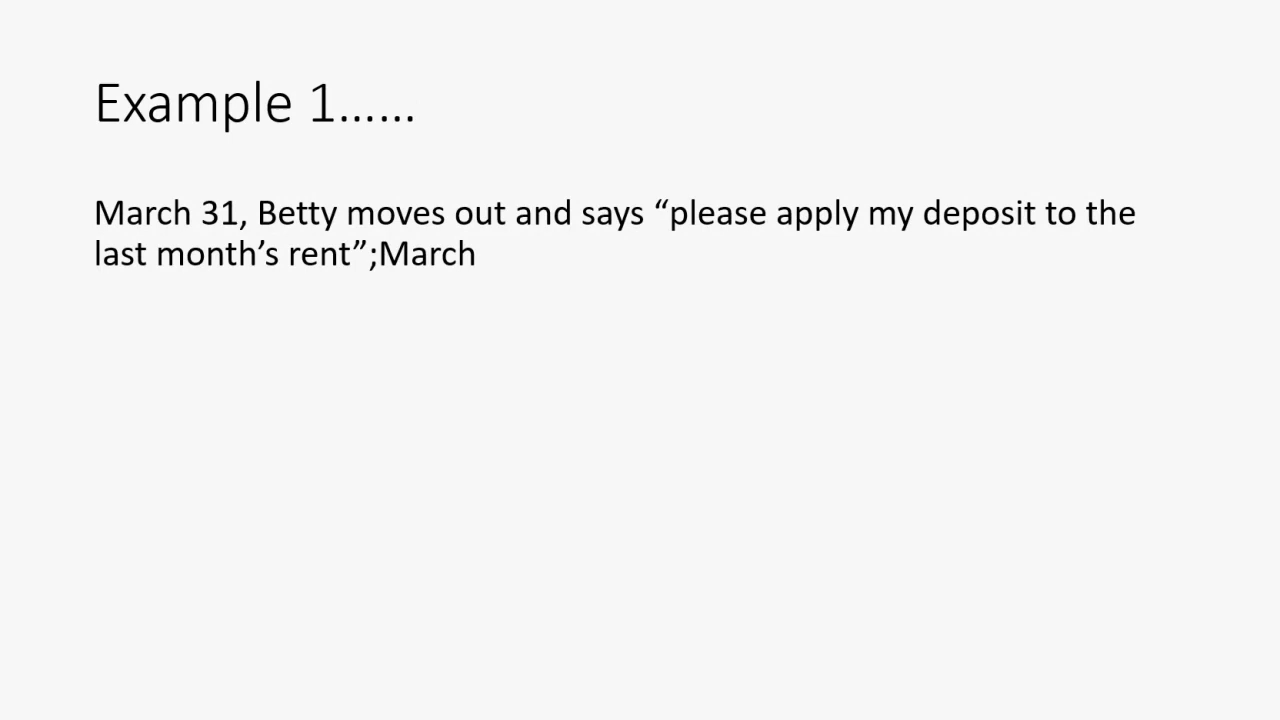 Example 1......
March 31, Betty moves out and says “please apply my deposit to the
last month’s rent”;March